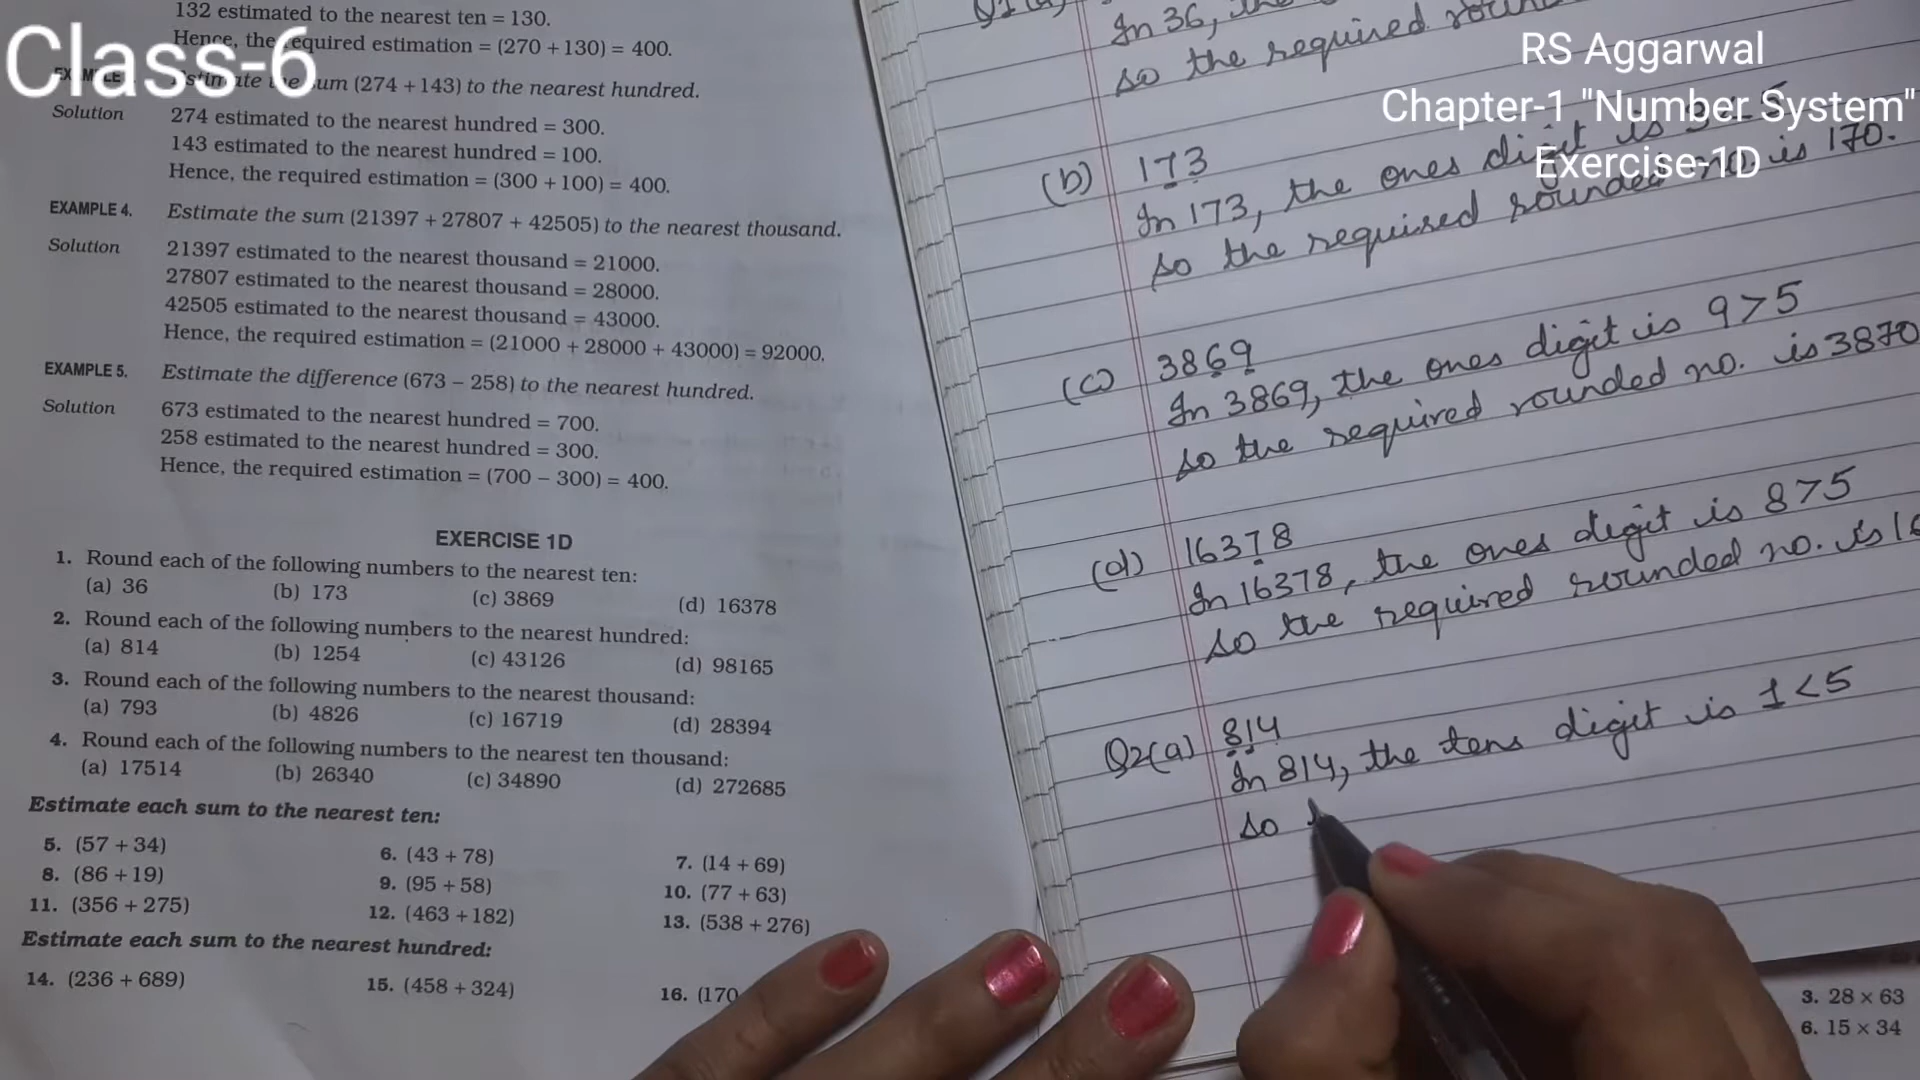 Class-6
RS Aggarwal
Chapter-1 "Number System"
Exercise-1D
132 estimated to the nearest ten = 130.
Hence, the required estimation = (270 + 130) = 400.
Estimate the sum (274 + 143) to the nearest hundred.
Solution
274 estimated to the nearest hundred = 300.
143 estimated to the nearest hundred = 100.
Hence, the required estimation = (300 + 100) = 400.
EXAMPLE 4. Estimate the sum (21397 + 27807 + 42505) to the nearest thousand.
Solution
21397 estimated to the nearest thousand = 21000.
27807 estimated to the nearest thousand = 28000.
42505 estimated to the nearest thousand = 43000.
Hence, the required estimation = (21000 + 28000 + 43000) = 92000.
EXAMPLE 5. Estimate the difference (673 − 258) to the nearest hundred.
Solution
673 estimated to the nearest hundred = 700.
258 estimated to the nearest hundred = 300.
Hence, the required estimation = (700 − 300) = 400.
EXERCISE 1D
1. Round each of the following numbers to the nearest ten:
(a) 36 (b) 173 (c) 3869 (d) 16378
2. Round each of the following numbers to the nearest hundred:
(a) 814 (b) 1254 (c) 43126 (d) 98165
3. Round each of the following numbers to the nearest thousand:
(a) 793 (b) 4826 (c) 16719 (d) 28394
4. Round each of the following numbers to the nearest ten thousand:
(a) 17514 (b) 26340 (c) 34890 (d) 272685
Estimate each sum to the nearest ten:
5. (57 + 34) 6. (43 + 78) 7. (14 + 69)
8. (86 + 19) 9. (95 + 58) 10. (77 + 63)
11. (356 + 275) 12. (463 + 182) 13. (538 + 276)
Estimate each sum to the nearest hundred:
14. (236 + 689) 15. (458 + 324) 16. (170
In 36, the
so the required
(b) 173
In 173, the ones digit is 3 < 5
so the required rounded no. is 170.
(c) 3869
In 3869, the ones digit is 9 > 5
so the required rounded no. is 3870
(d) 16378
In 16378, the ones digit is 8 > 5
so the required rounded no. is
Q2(a) 814
In 814, the tens digit is 1 < 5
so
3. 28 × 63
6. 15 × 34